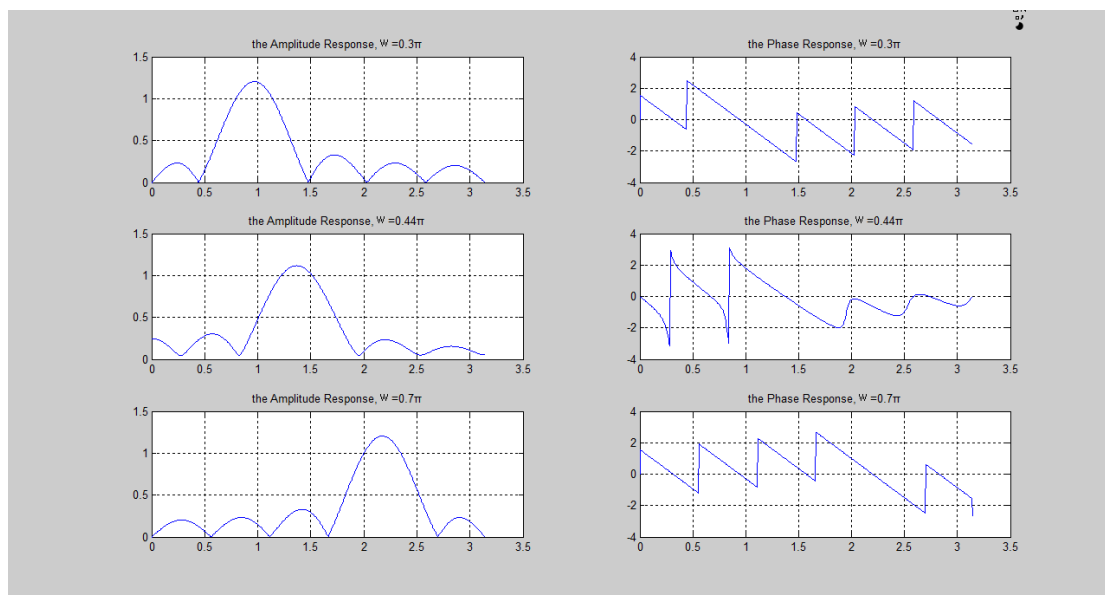 the Amplitude Response, w =0.3π
1.5
1
0.5
0
0 0.5 1 1.5 2 2.5 3 3.5
the Phase Response, w =0.3π
4
2
0
-2
-4
0 0.5 1 1.5 2 2.5 3 3.5
the Amplitude Response, w =0.44π
1.5
1
0.5
0
0 0.5 1 1.5 2 2.5 3 3.5
the Phase Response, w =0.44π
4
2
0
-2
-4
0 0.5 1 1.5 2 2.5 3 3.5
the Amplitude Response, w =0.7π
1.5
1
0.5
0
0 0.5 1 1.5 2 2.5 3 3.5
the Phase Response, w =0.7π
4
2
0
-2
-4
0 0.5 1 1.5 2 2.5 3 3.5